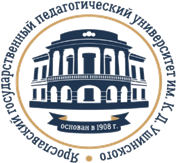 Ярославский государственный педагогический университет им. К. Д. Ушинского
основан в 1908 г.